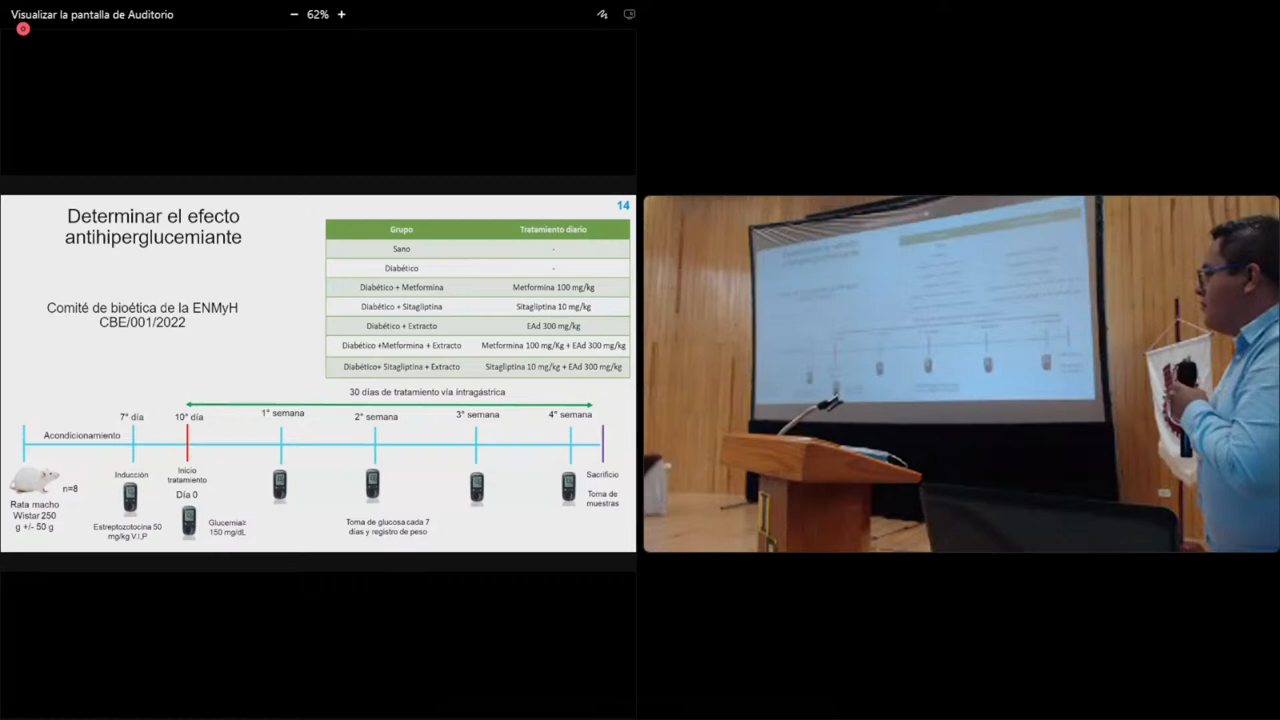 Visualizar la pantalla de Auditorio
− 62% +
14
Determinar el efecto
antihiperglucemiante
Comité de bioética de la ENMyH
CBE/001/2022
Grupo Tratamiento diario
Sano -
Diabético -
Diabético + Metformina Metformina 100 mg/kg
Diabético + Sitagliptina Sitagliptina 10 mg/kg
Diabético + Extracto EAd 300 mg/kg
Diabético +Metformina + Extracto Metformina 100 mg/Kg + EAd 300 mg/kg
Diabético+ Sitagliptina + Extracto Sitagliptina 10 mg/kg + EAd 300 mg/kg
30 días de tratamiento vía intragástrica
7° día 10° día 1° semana 2° semana 3° semana 4° semana
Acondicionamiento
n=8
Rata macho
Wistar 250
g +/- 50 g
Inducción
Estreptozotocina 50
mg/kg V.I,P
Inicio
tratamiento
Día 0
Glucemia≥
150 mg/dL
Toma de glucosa cada 7
días y registro de peso
Sacrificio
Toma de
muestras